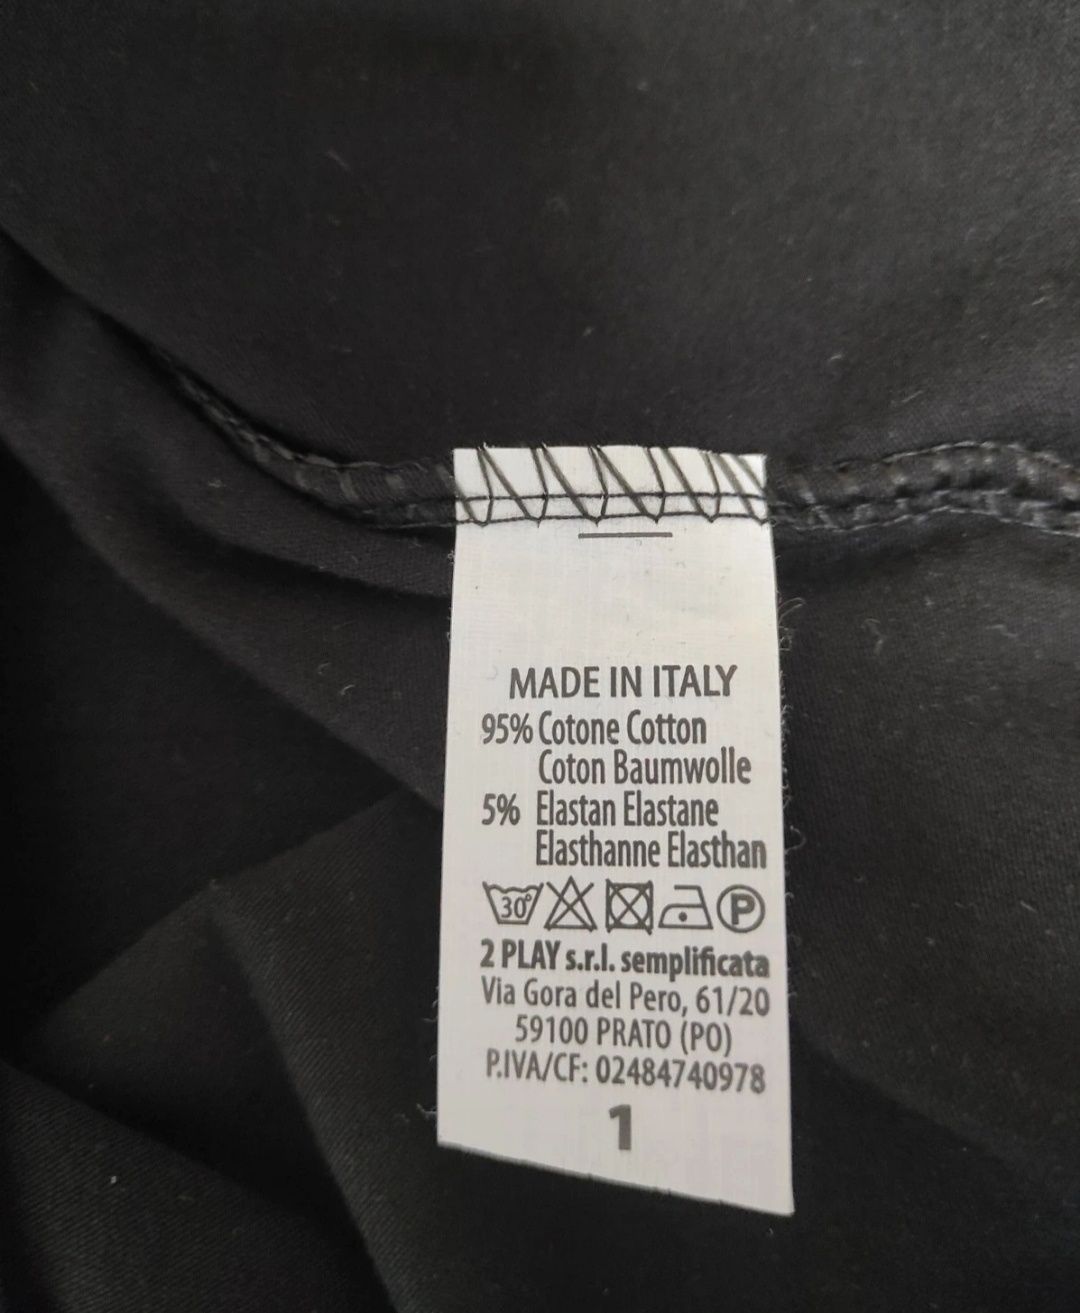 MADE IN ITALY
95% Cotone Cotton
Coton Baumwolle
5% Elastan Elastane
Elasthanne Elasthan
30° P
2 PLAY s.r.l. semplificata
Via Gora del Pero, 61/20
59100 PRATO (PO)
P.IVA/CF: 02484740978
1